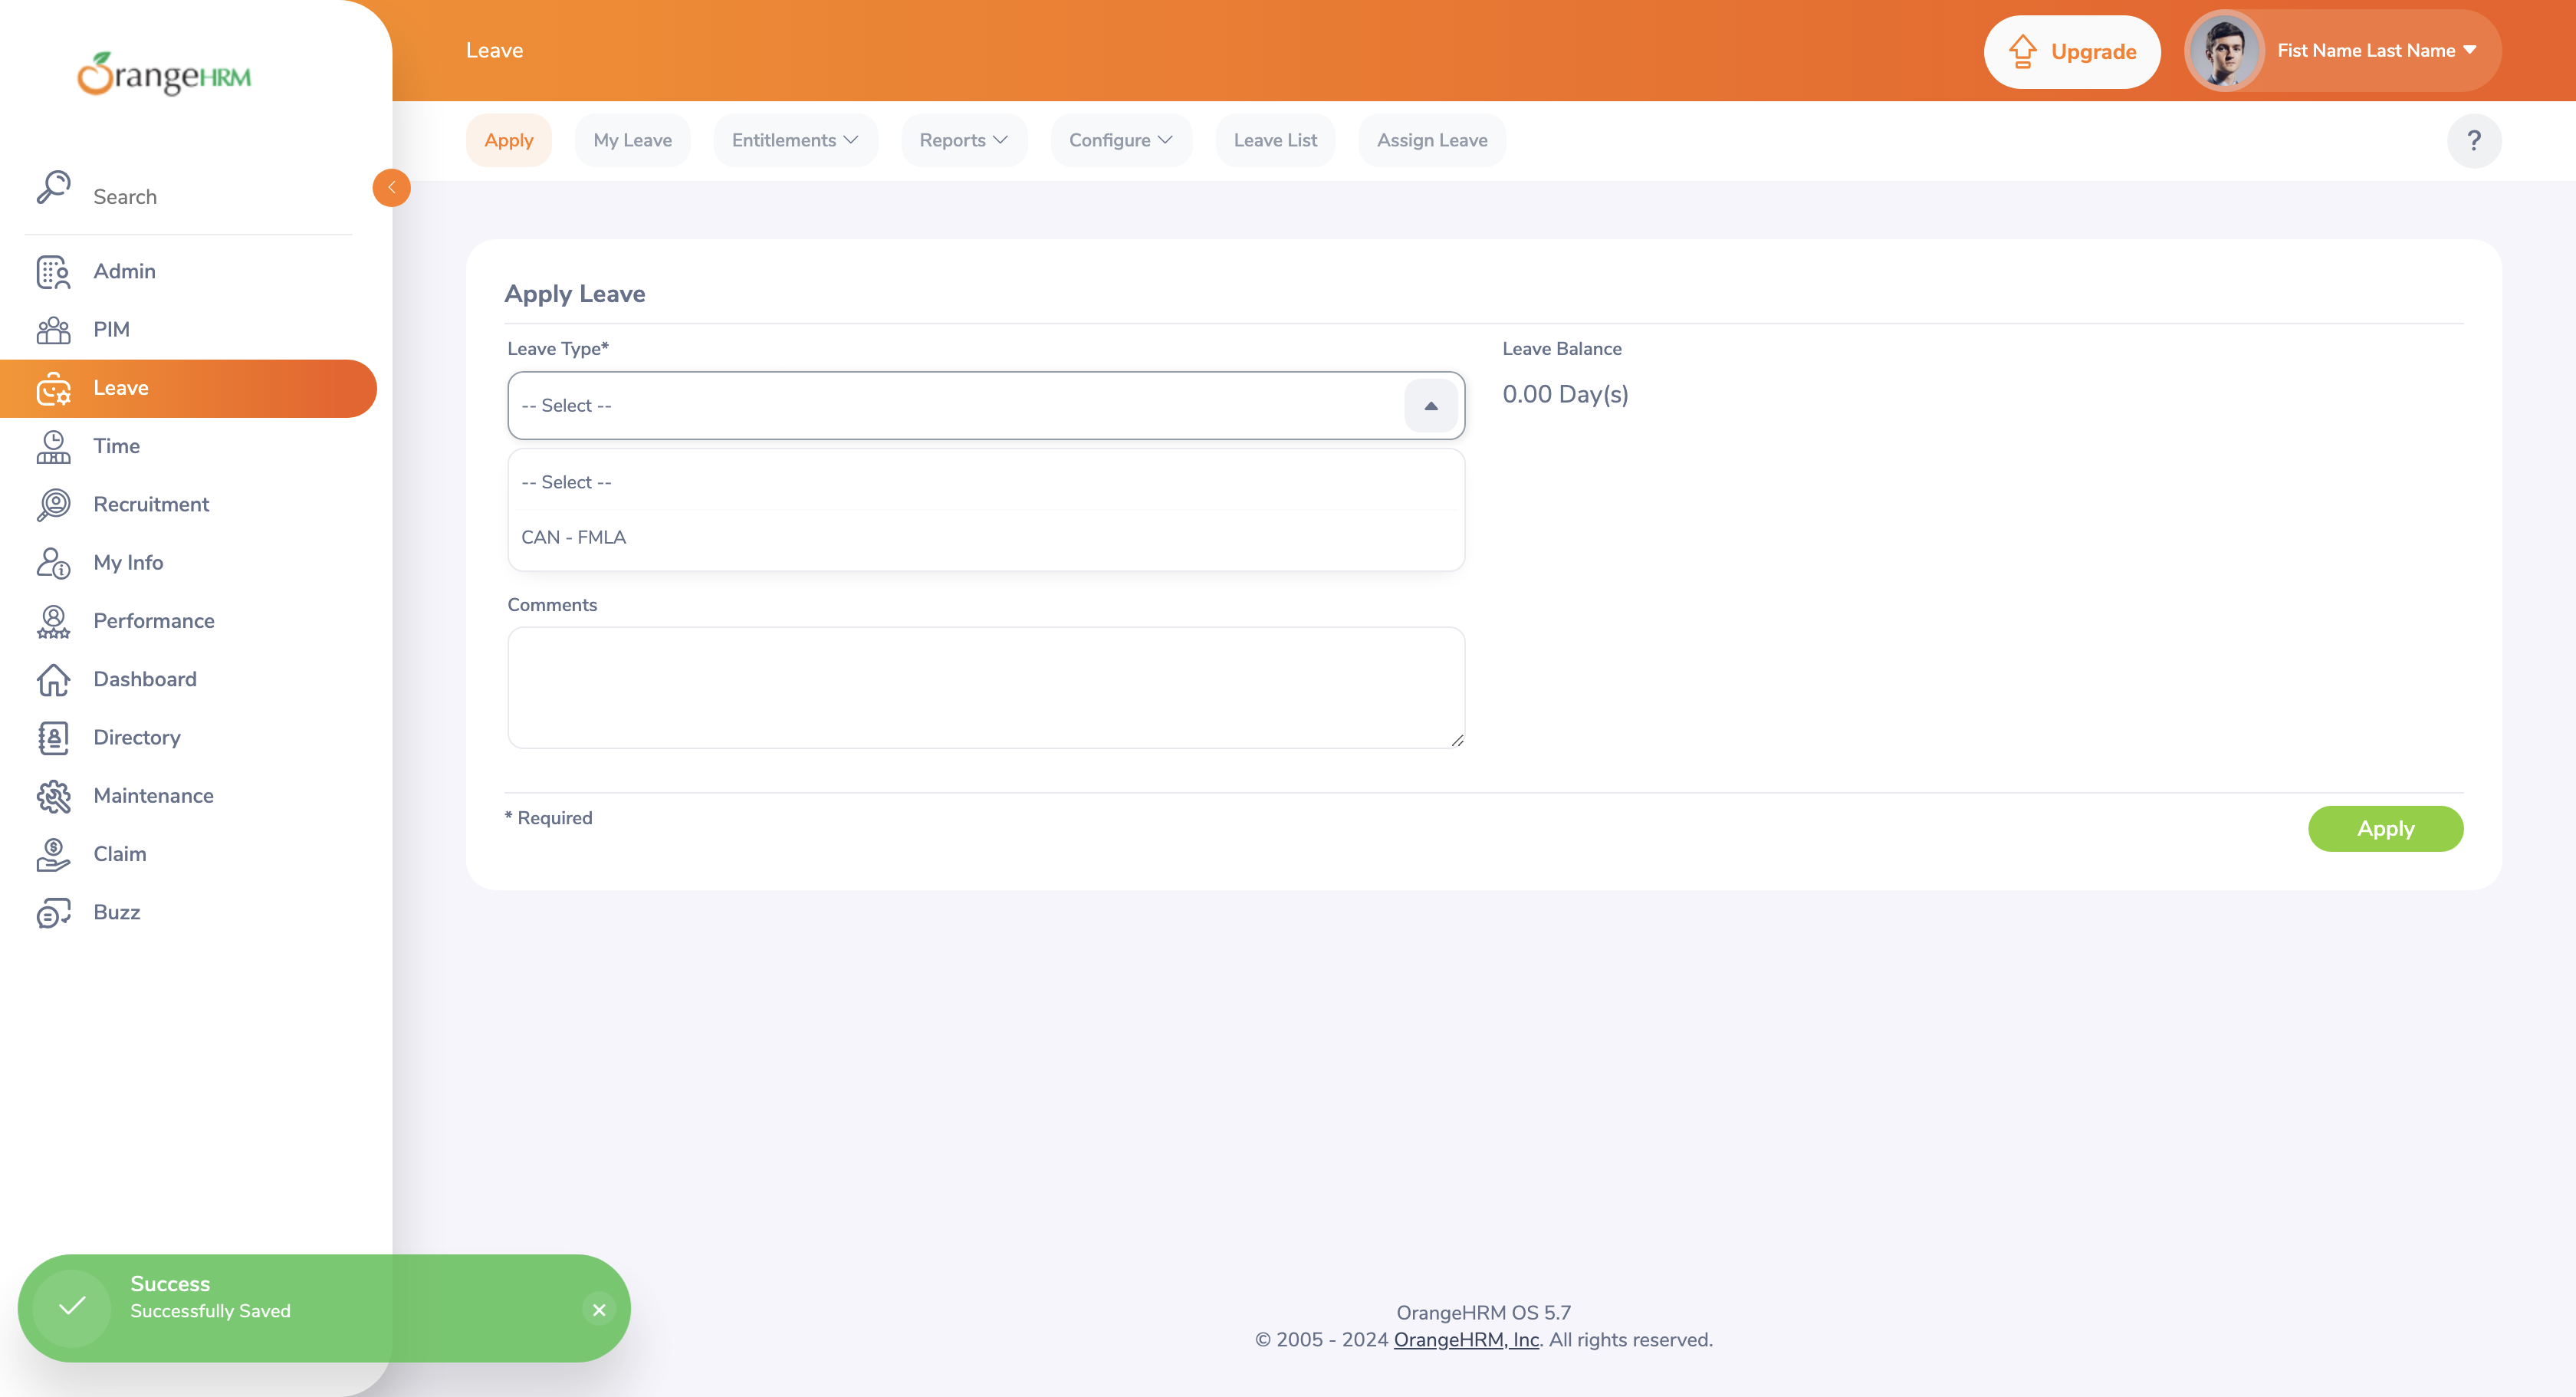 OrangeHRM
Leave
Upgrade
Fist Name Last Name
Search
Admin
PIM
Leave
Time
Recruitment
My Info
Performance
Dashboard
Directory
Maintenance
Claim
Buzz
Apply
My Leave
Entitlements
Reports
Configure
Leave List
Assign Leave
?
Apply Leave
Leave Type*
-- Select --
-- Select --
CAN - FMLA
Leave Balance
0.00 Day(s)
Comments
* Required
Apply
Success
Successfully Saved
OrangeHRM OS 5.7
© 2005 - 2024 OrangeHRM, Inc. All rights reserved.